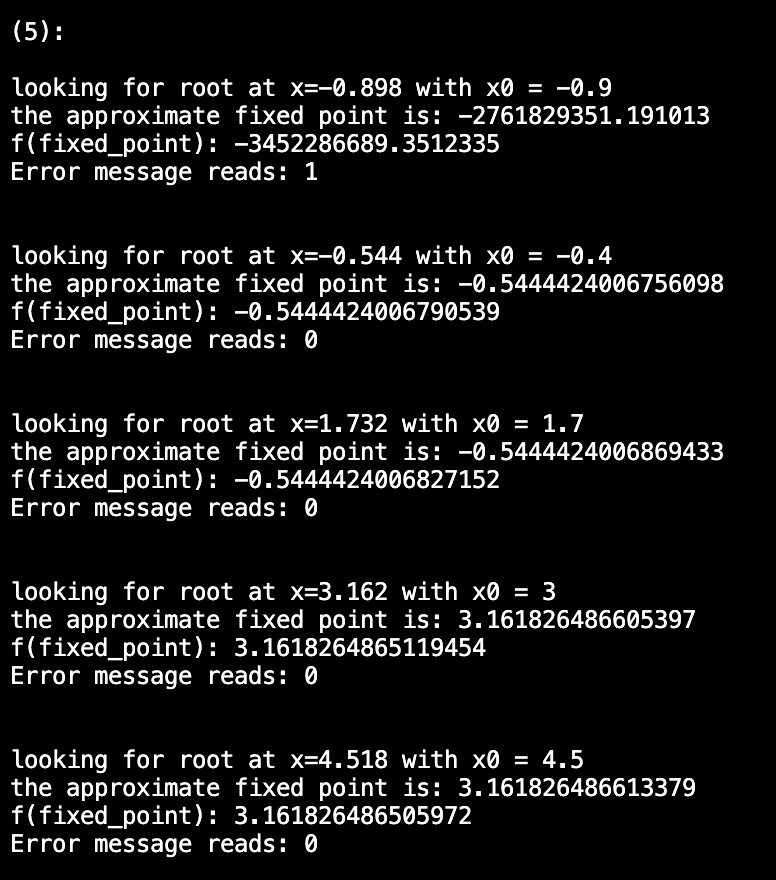 (5):
looking for root at x=-0.898 with x0 = -0.9
the approximate fixed point is: -2761829351.191013
f(fixed_point): -3452286689.3512335
Error message reads: 1
looking for root at x=-0.544 with x0 = -0.4
the approximate fixed point is: -0.5444424006756098
f(fixed_point): -0.5444424006790539
Error message reads: 0
looking for root at x=1.732 with x0 = 1.7
the approximate fixed point is: -0.5444424006869433
f(fixed_point): -0.5444424006827152
Error message reads: 0
looking for root at x=3.162 with x0 = 3
the approximate fixed point is: 3.161826486605397
f(fixed_point): 3.1618264865119454
Error message reads: 0
looking for root at x=4.518 with x0 = 4.5
the approximate fixed point is: 3.161826486613379
f(fixed_point): 3.161826486505972
Error message reads: 0